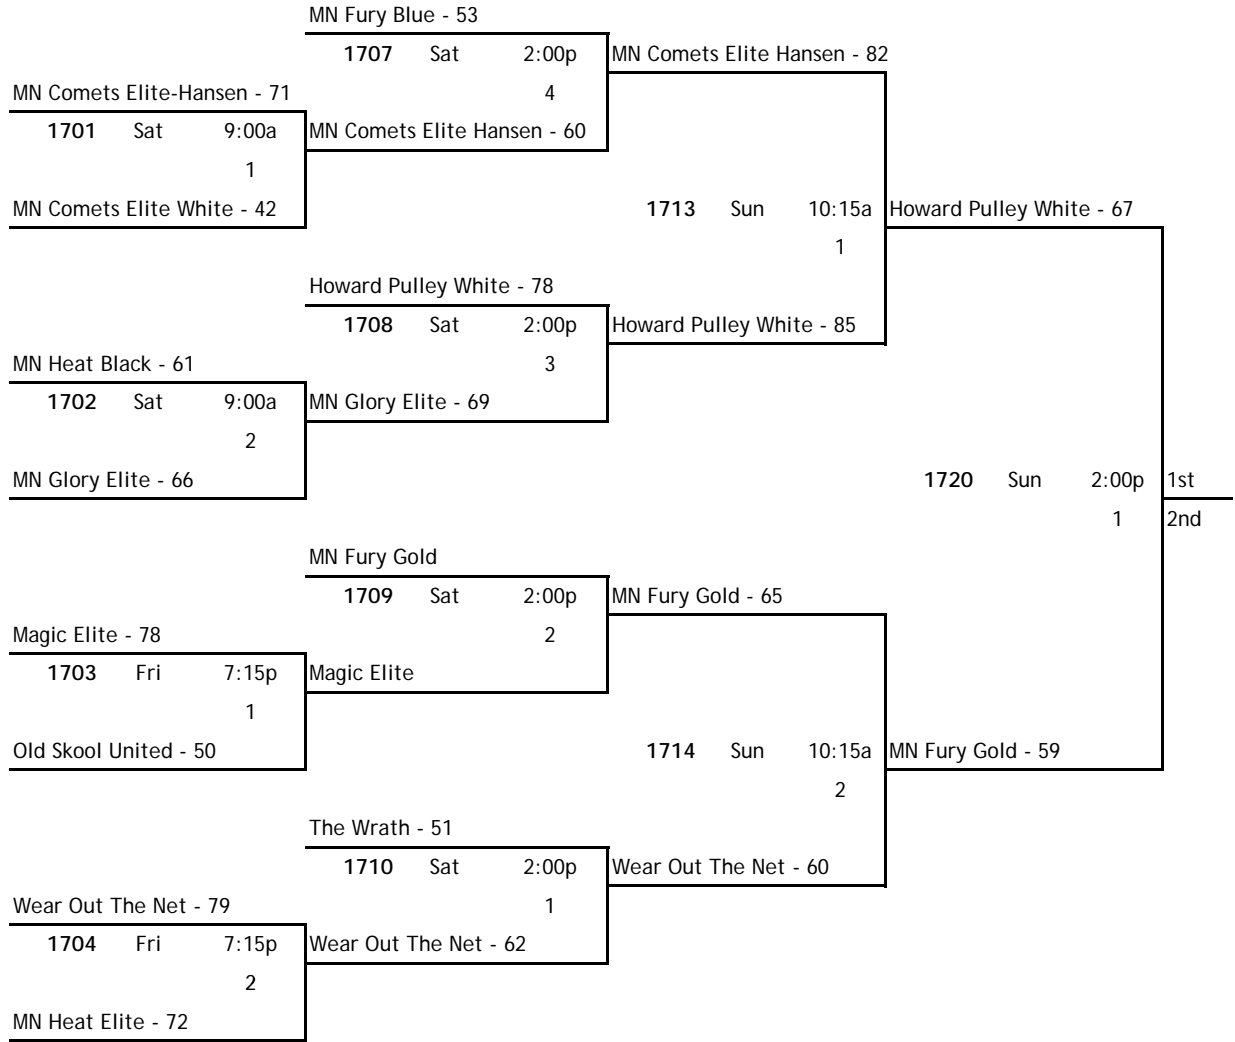 MN Fury Blue - 53
1707 Sat 2:00p MN Comets Elite Hansen - 82
MN Comets Elite-Hansen - 71 4
1701 Sat 9:00a MN Comets Elite Hansen - 60
1
MN Comets Elite White - 42 1713 Sun 10:15a Howard Pulley White - 67
1
Howard Pulley White - 78
1708 Sat 2:00p Howard Pulley White - 85
MN Heat Black - 61 3
1702 Sat 9:00a MN Glory Elite - 69
2
MN Glory Elite - 66 1720 Sun 2:00p 1st
1 2nd
MN Fury Gold
1709 Sat 2:00p MN Fury Gold - 65
Magic Elite - 78 2
1703 Fri 7:15p Magic Elite
1
Old Skool United - 50 1714 Sun 10:15a MN Fury Gold - 59
2
The Wrath - 51
1710 Sat 2:00p Wear Out The Net - 60
Wear Out The Net - 79 1
1704 Fri 7:15p Wear Out The Net - 62
2
MN Heat Elite - 72